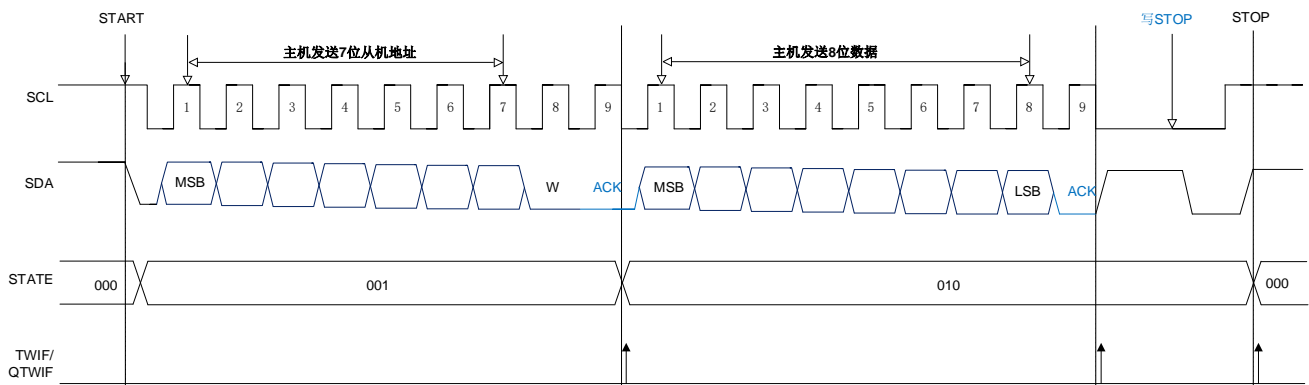 START
写STOP
STOP
主机发送7位从机地址
主机发送8位数据
SCL
1 2 3 4 5 6 7 8 9 1 2 3 4 5 6 7 8 9
SDA
MSB W ACK MSB LSB ACK
STATE
000 001 010 000
TWIF/
QTWIF